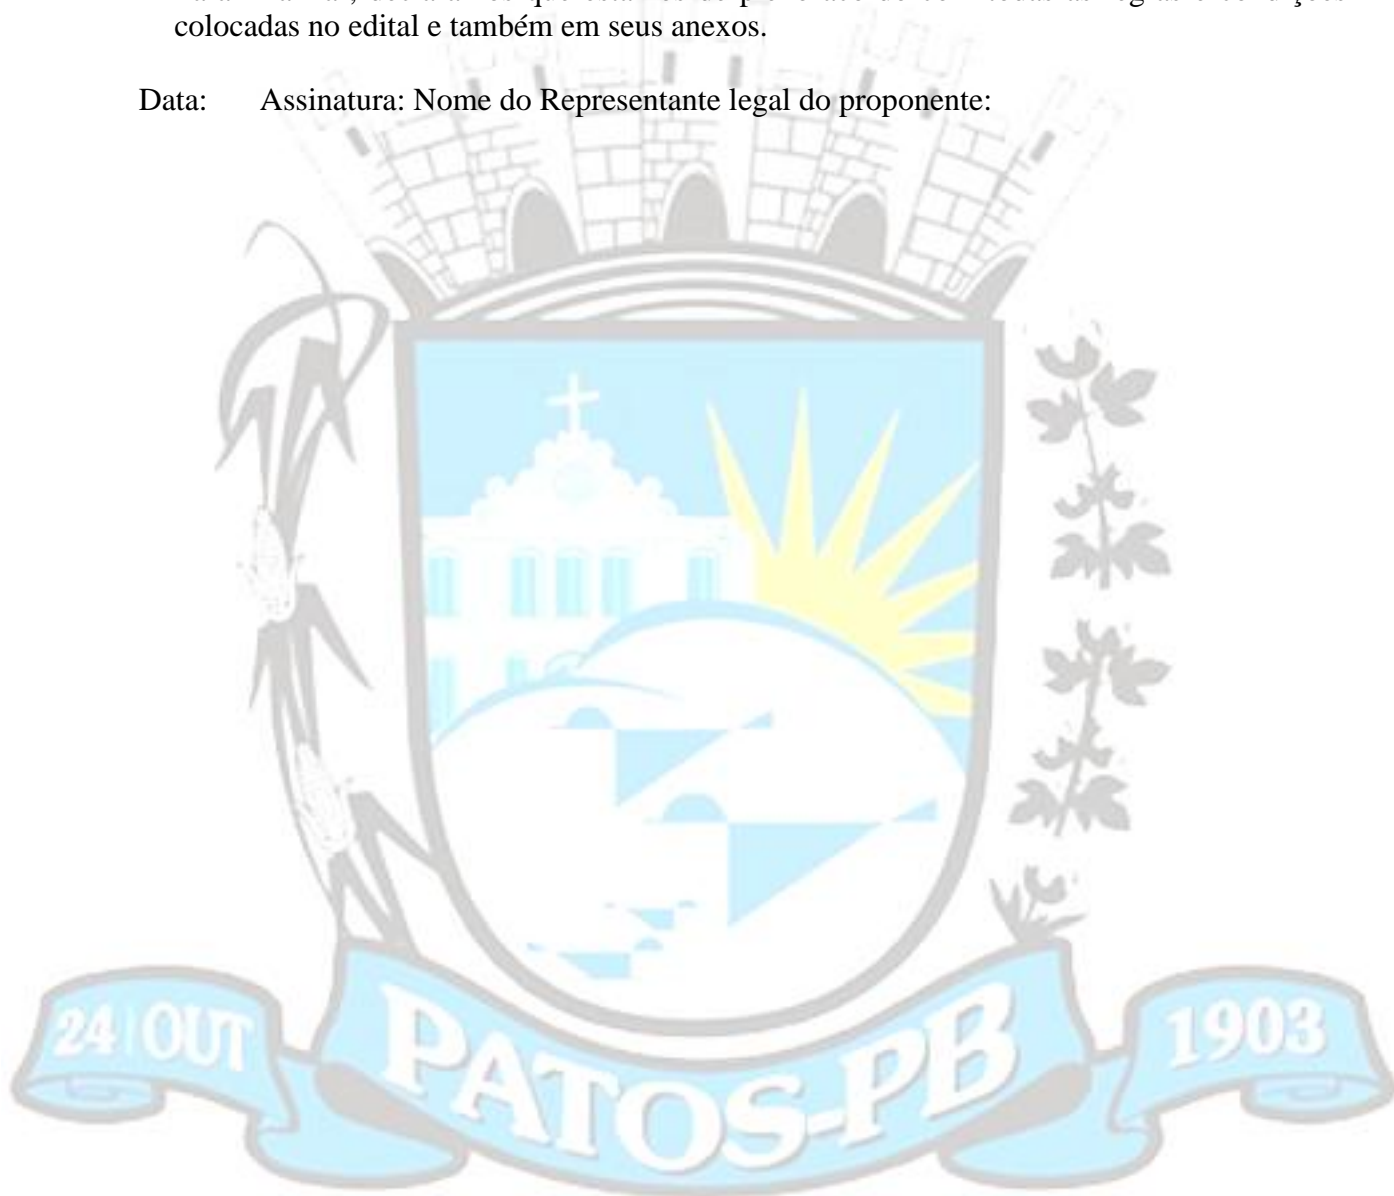 colocadas no edital e também em seus anexos.
Data: Assinatura: Nome do Representante legal do proponente:
24 OUT
PATOS-PB
1903